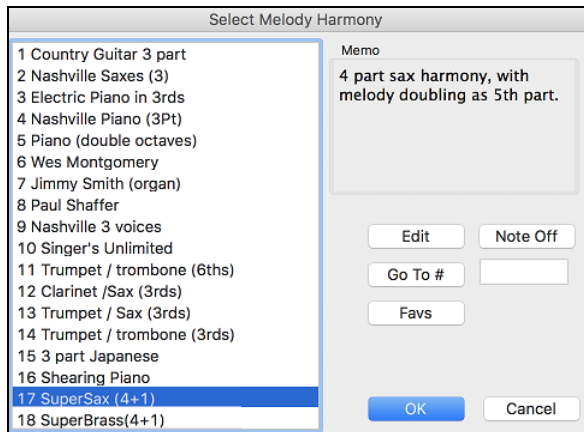 Select Melody Harmony
1 Country Guitar 3 part
2 Nashville Saxes (3)
3 Electric Piano in 3rds
4 Nashville Piano (3Pt)
5 Piano (double octaves)
6 Wes Montgomery
7 Jimmy Smith (organ)
8 Paul Shaffer
9 Nashville 3 voices
10 Singer's Unlimited
11 Trumpet / trombone (6ths)
12 Clarinet /Sax (3rds)
13 Trumpet / Sax (3rds)
14 Trumpet / trombone (3rds)
15 3 part Japanese
16 Shearing Piano
17 SuperSax (4+1)
18 SuperBrass(4+1)
Memo
4 part sax harmony, with
melody doubling as 5th part.
Edit
Note Off
Go To #
Favs
OK
Cancel